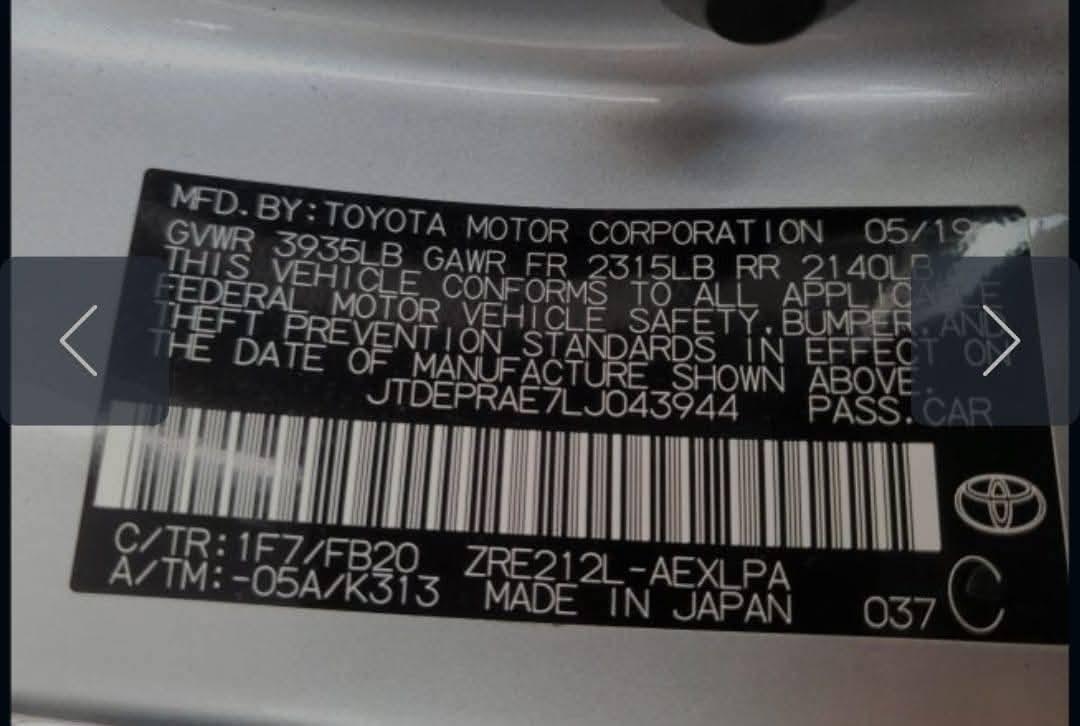 MFD. BY: TOYOTA MOTOR CORPORATION 05/19
GVWR 3935LB GAWR FR 2315LB RR 2140LB
THIS VEHICLE CONFORMS TO ALL APPLICABLE
FEDERAL MOTOR VEHICLE SAFETY, BUMPER, AND
THEFT PREVENTION STANDARDS IN EFFECT ON
THE DATE OF MANUFACTURE SHOWN ABOVE.
JTDEPRAE7LJ043944 PASS. CAR
C/TR: 1F7/FB20 ZRE212L-AEXLPA
A/TM: -05A/K313 MADE IN JAPAN 037 C